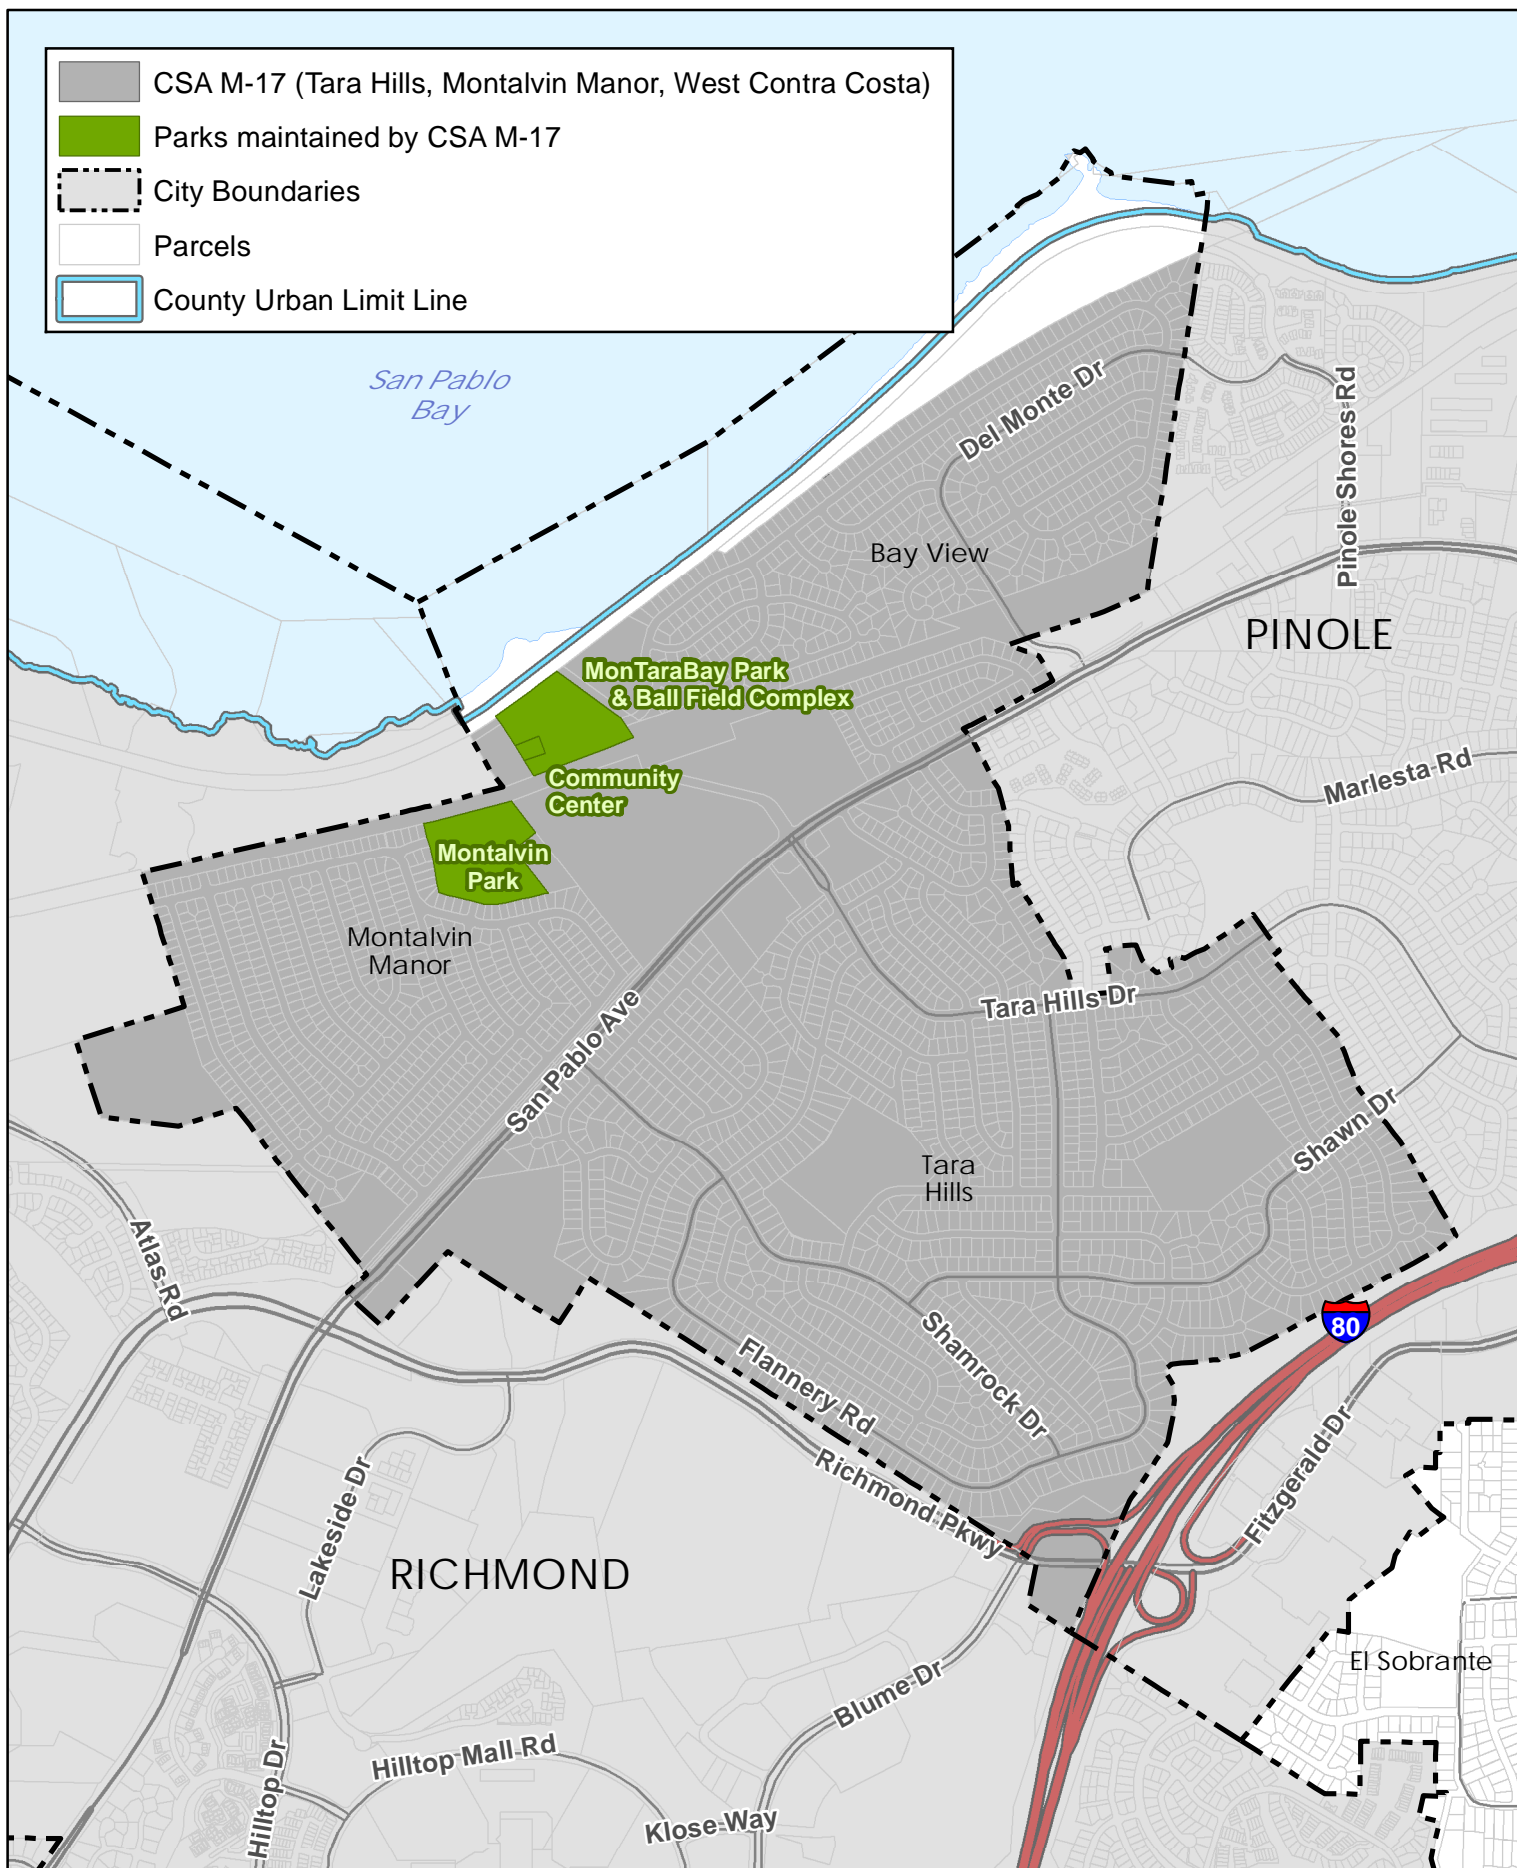 CSA M-17 (Tara Hills, Montalvin Manor, West Contra Costa)
Parks maintained by CSA M-17
City Boundaries
Parcels
County Urban Limit Line
San Pablo
Bay
Del Monte Dr
Pinole Shores Rd
Bay View
PINOLE
MonTaraBay Park
& Ball Field Complex
Community
Center
Marlesta Rd
Montalvin
Park
Montalvin
Manor
San Pablo Ave
Tara Hills Dr
Shawn Dr
Tara
Hills
Atlas Rd
80
Shamrock Dr
Flannery Rd
Richmond Pkwy
Fitzgerald Dr
Lakeside Dr
RICHMOND
El Sobrante
Blume Dr
Hilltop Mall Rd
Hilltop Dr
Klose Way